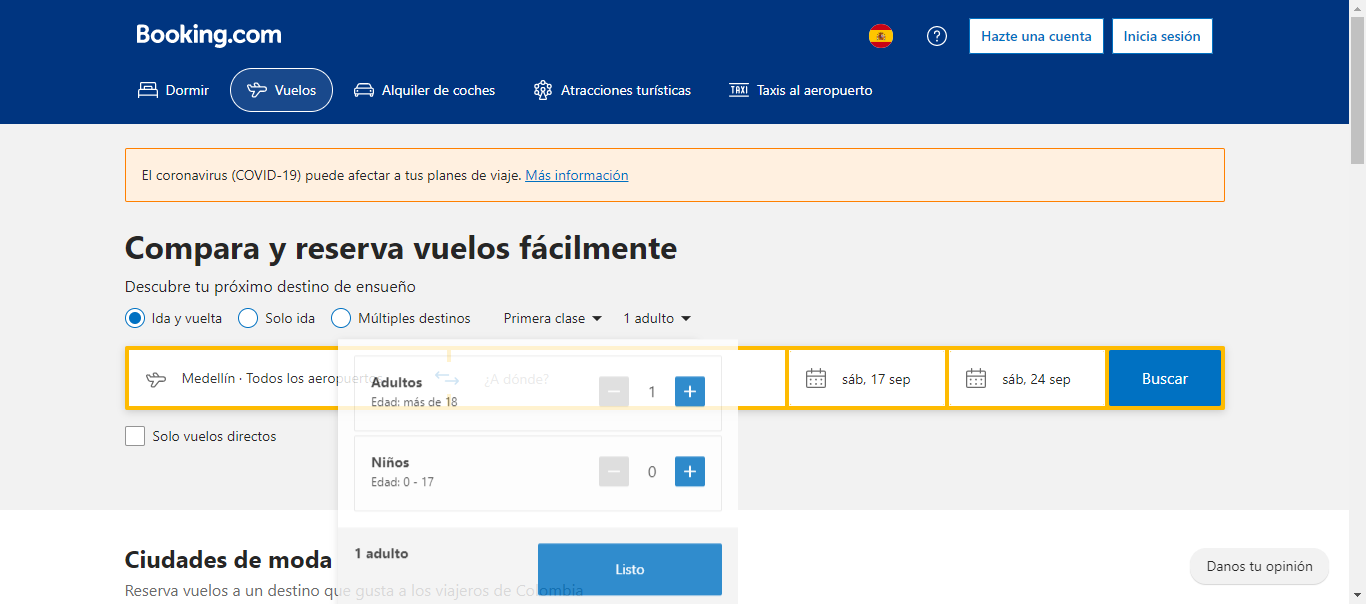 Booking.com
Hazte una cuenta
Inicia sesión
Dormir
Vuelos
Alquiler de coches
Atracciones turísticas
TAXI Taxis al aeropuerto
El coronavirus (COVID-19) puede afectar a tus planes de viaje. Más información
Compara y reserva vuelos fácilmente
Descubre tu próximo destino de ensueño
Ida y vuelta
Solo ida
Múltiples destinos
Primera clase
1 adulto
Medellín · Todos los aeropuertos
¿A dónde?
sáb, 17 sep
sáb, 24 sep
Buscar
Adultos
Edad: más de 18
1
Solo vuelos directos
Niños
Edad: 0 - 17
0
1 adulto
Listo
Ciudades de moda
Reserva vuelos a un destino que gusta a los viajeros de Colombia
Danos tu opinión